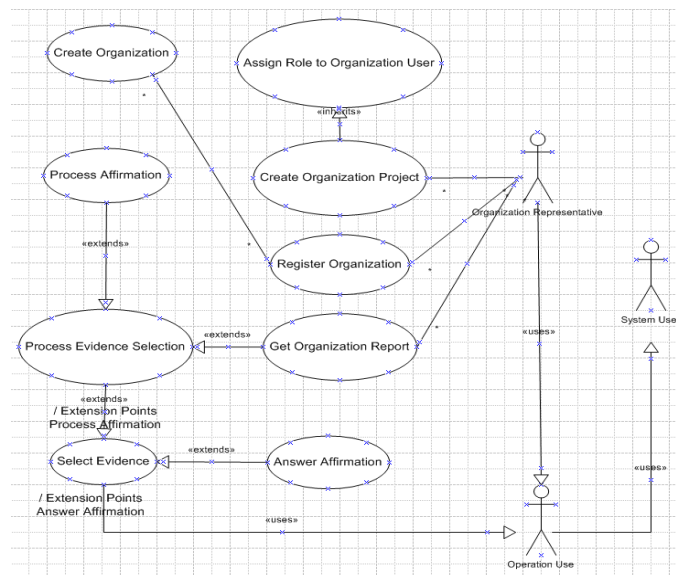 Create Organization
Assign Role to Organization User
«inherits»
Process Affirmation
Create Organization Project
*
*
Organization Representative
«extends»
*
Register Organization
*
System Use
*
«uses»
Process Evidence Selection
«extends»
Get Organization Report
«extends»
/ Extension Points
Process Affirmation
Select Evidence
«extends»
Answer Affirmation
«uses»
/ Extension Points
Answer Affirmation
«uses»
Operation Use